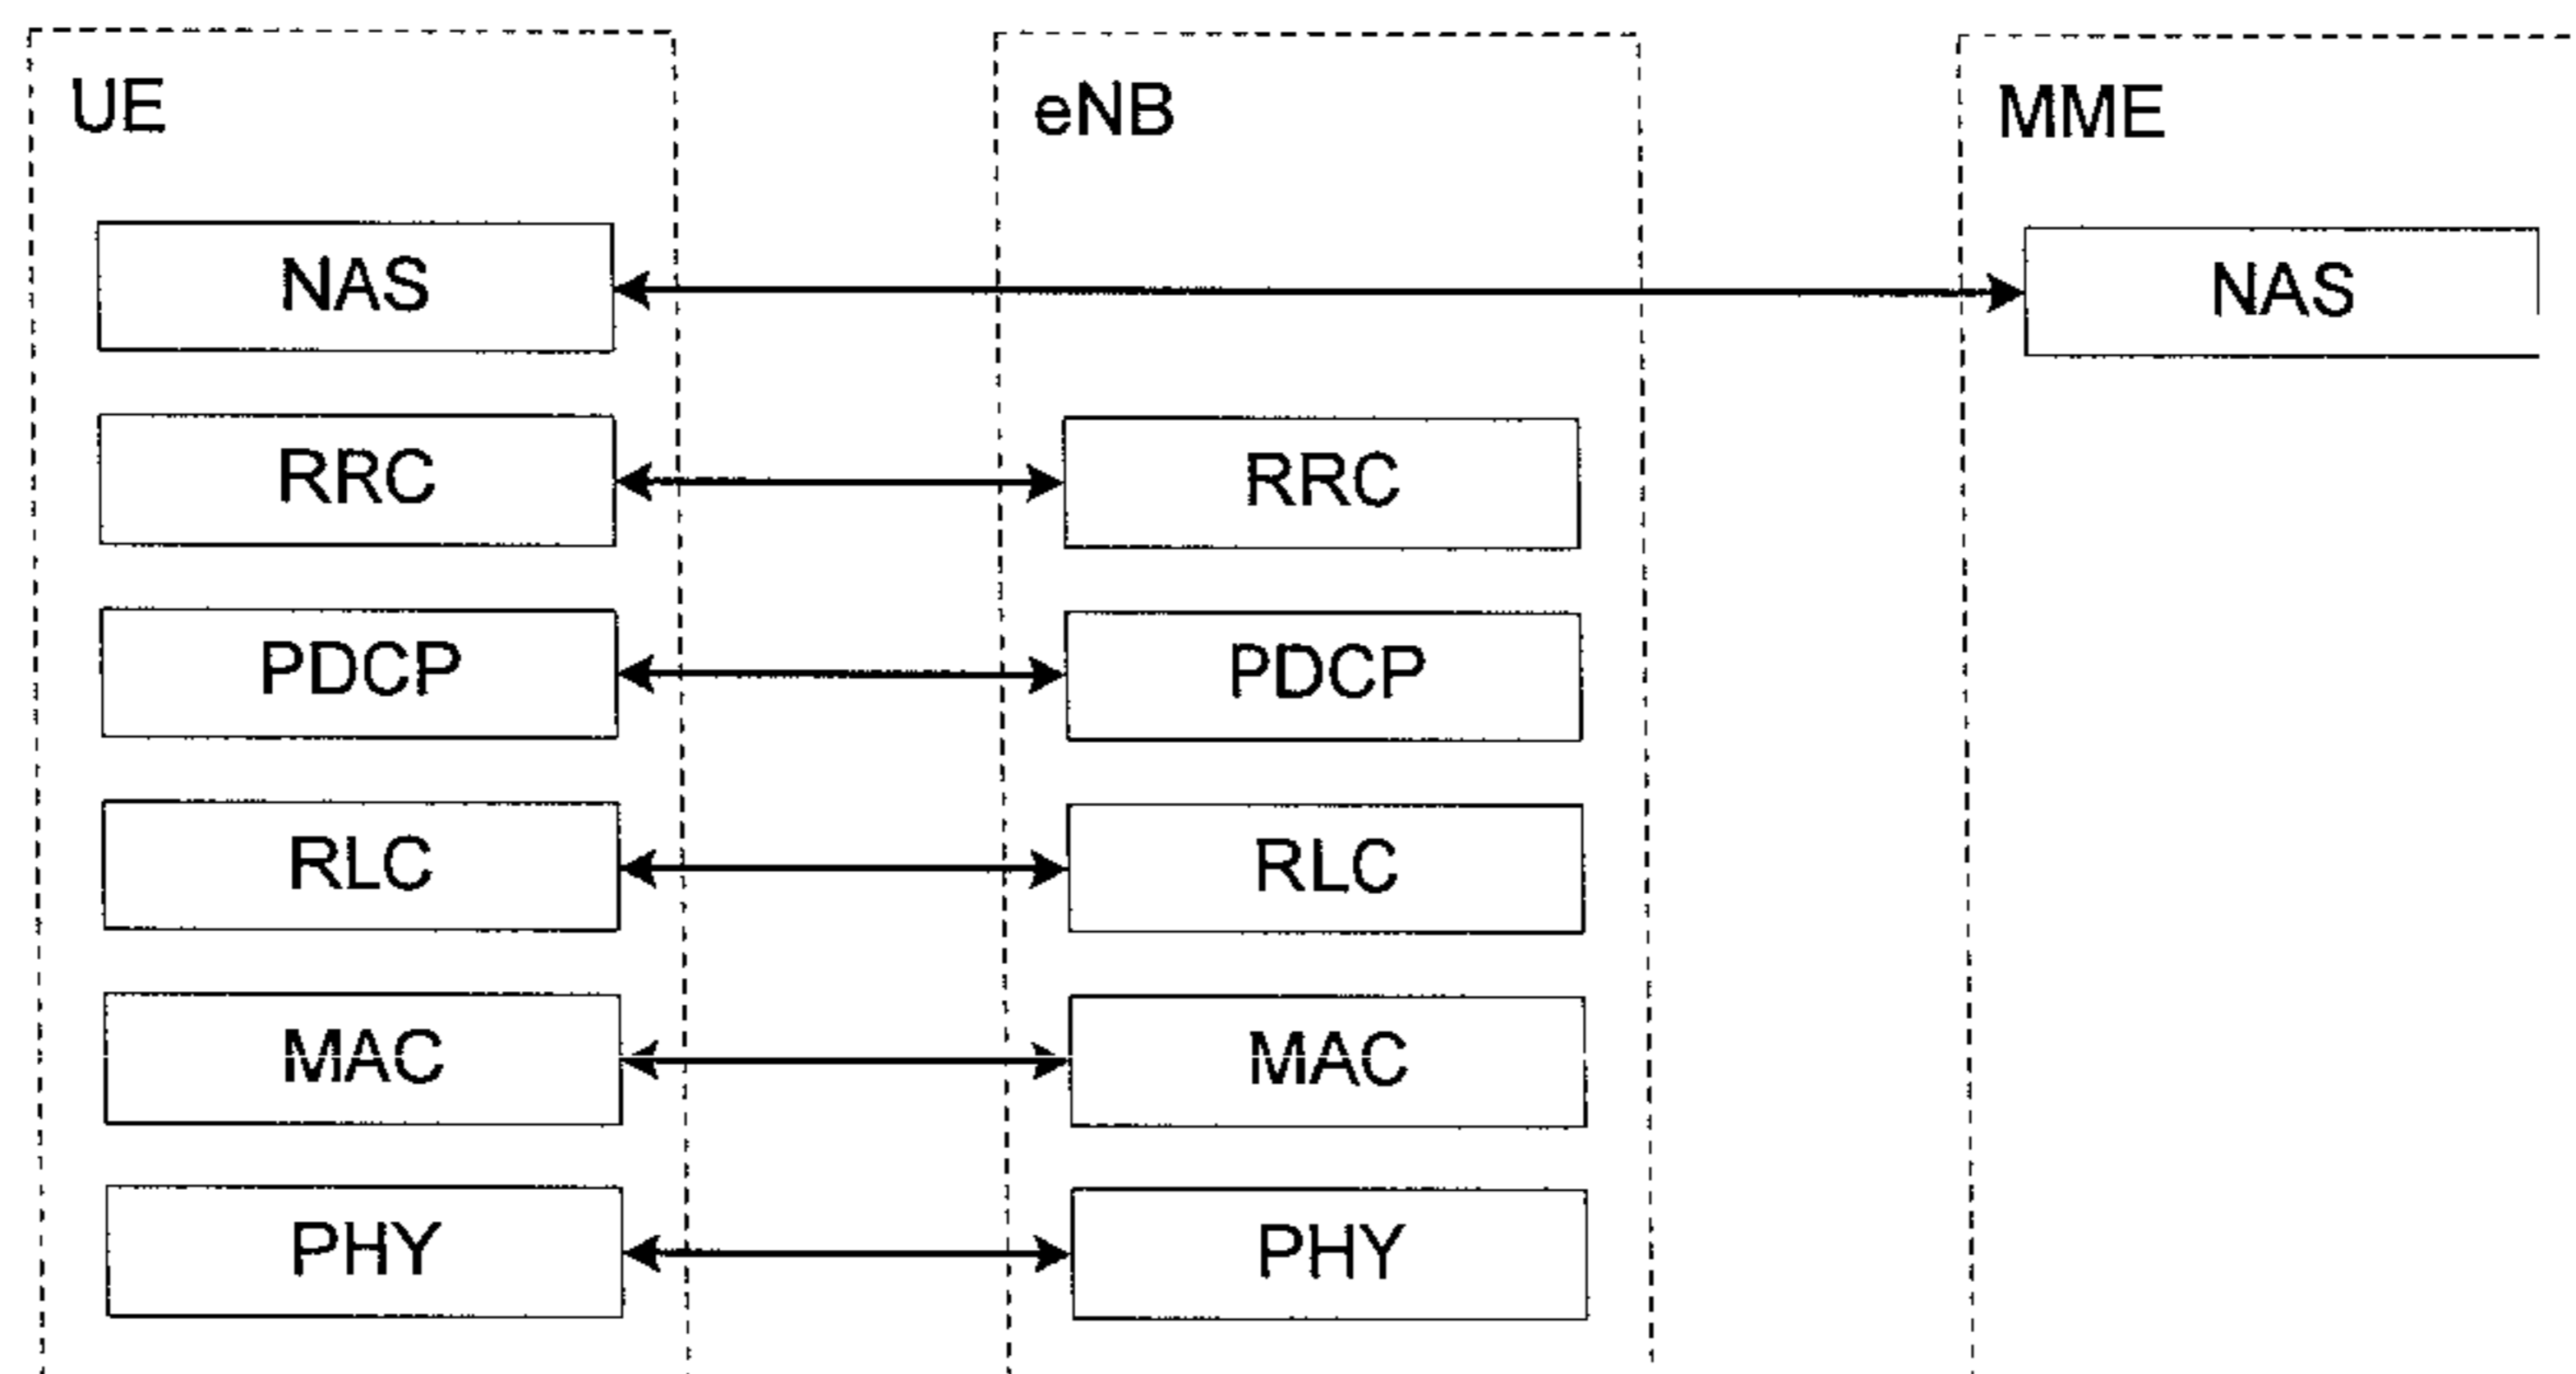 UE
eNB
MME
NAS
NAS
RRC
RRC
PDCP
PDCP
RLC
RLC
MAC
MAC
PHY
PHY